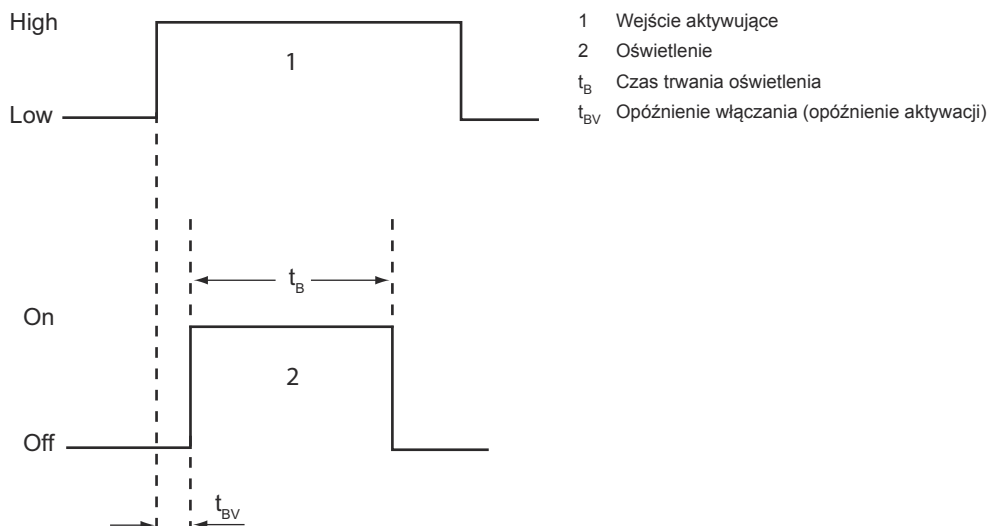 High
1
Low
t_B
On
2
Off
t_BV
1 Wejście aktywujące
2 Oświetlenie
t_B Czas trwania oświetlenia
t_BV Opóźnienie włączania (opóźnienie aktywacji)